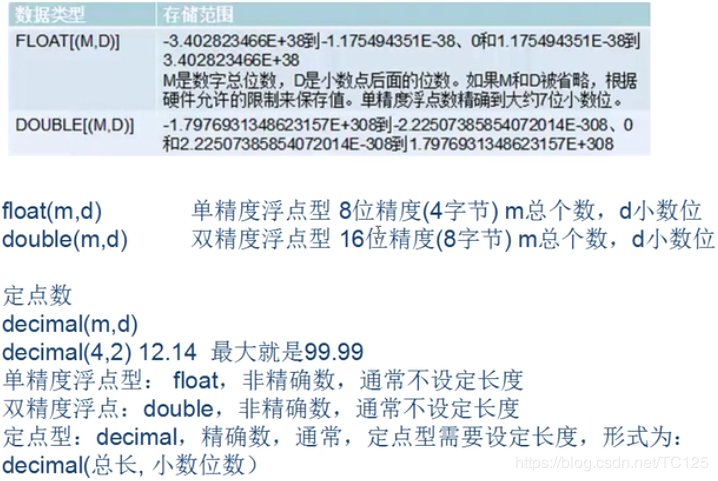 数据类型 存储范围
FLOAT[(M,D)] -3.402823466E+38到-1.175494351E-38、0和1.175494351E-38到
3.402823466E+38
M是数字总位数，D是小数点后面的位数。如果M和D被省略，根据
硬件允许的限制来保存值。单精度浮点数精确到大约7位小数位。
DOUBLE[(M,D)] -1.7976931348623157E+308到-2.22507385854072014E-308、0
和2.22507385854072014E-308到1.7976931348623157E+308
float(m,d) 单精度浮点型 8位精度(4字节) m总个数，d小数位
double(m,d) 双精度浮点型 16位精度(8字节) m总个数，d小数位
定点数
decimal(m,d)
decimal(4,2) 12.14 最大就是99.99
单精度浮点型： float，非精确数，通常不设定长度
双精度浮点：double，非精确数，通常不设定长度
定点型：decimal，精确数，通常，定点型需要设定长度，形式为：
decimal(总长, 小数位数）
https://blog.csdn.net/TC125